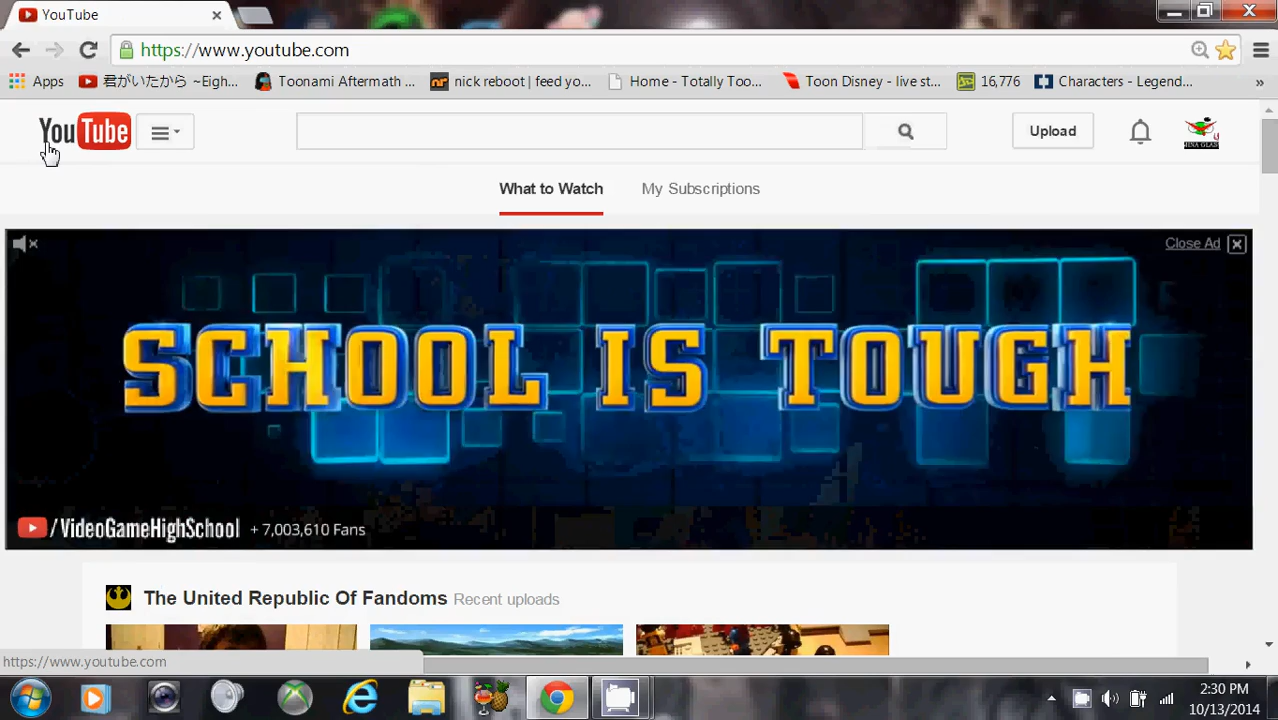 YouTube
https://www.youtube.com
Apps
君がいたから ~Eigh...
Toonami Aftermath ...
nick reboot | feed yo...
Home - Totally Too...
Toon Disney - live st...
16,776
Characters - Legend...
»
YouTube
Upload
What to Watch
My Subscriptions
Close Ad
SCHOOL IS TOUGH
/VideoGameHighSchool
+ 7,003,610 Fans
The United Republic Of Fandoms Recent uploads
https://www.youtube.com
2:30 PM
10/13/2014